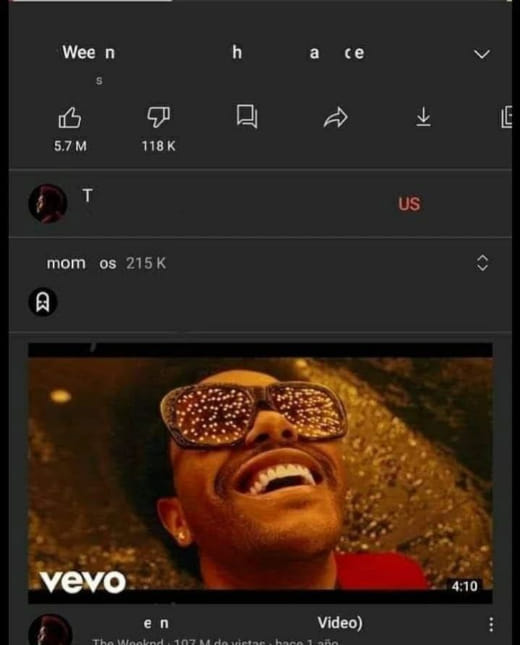 Wee n h a ce
s
5.7 M 118 K
T US
mom os 215 K
vevo
4:10
e n Video)
The Weeknd · 107 M de vistas · hace 1 año